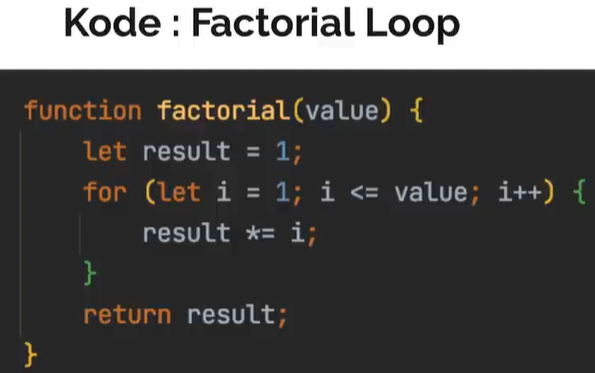 Kode : Factorial Loop
function factorial(value) {
    let result = 1;
    for (let i = 1; i <= value; i++) {
        result *= i;
    }
    return result;
}